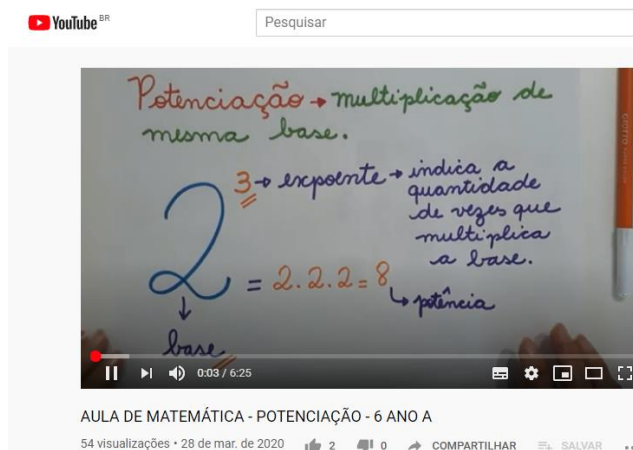 YouTube BR
Pesquisar
Potenciação → multiplicação de
mesma base.
2 3 → expoente → indica a
quantidade
de vezes que
multiplica
a base.
= 2.2.2 = 8
potência
base
0:03 / 6:25
AULA DE MATEMÁTICA - POTENCIAÇÃO - 6 ANO A
54 visualizações • 28 de mar. de 2020 2 0 COMPARTILHAR SALVAR ...